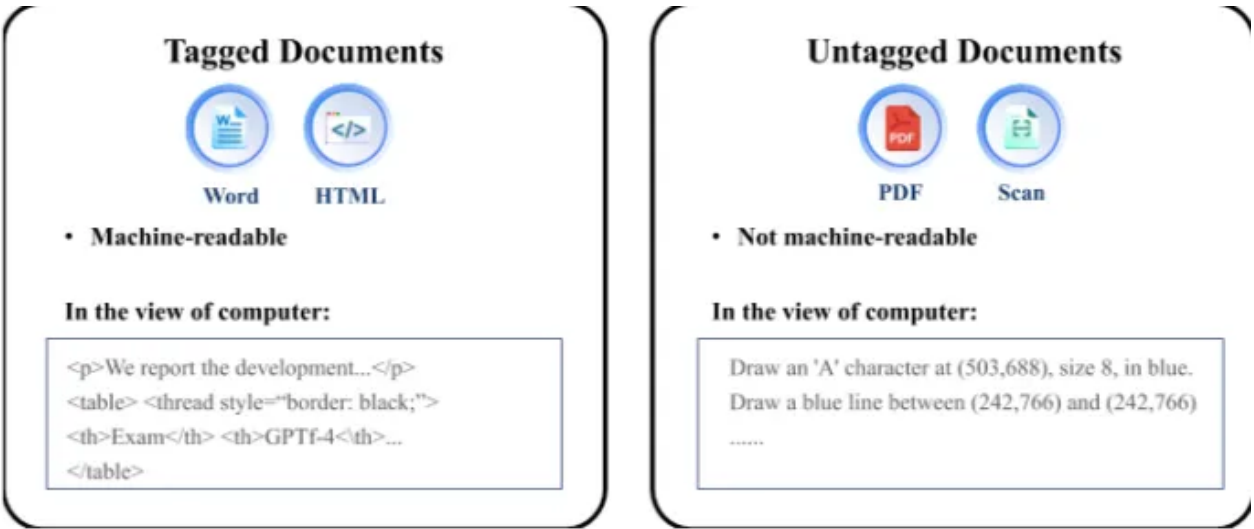 Tagged Documents
Word HTML
• Machine-readable
In the view of computer:
<p>We report the development...</p>
<table> <thread style=“border: black;”>
<th>Exam</th> <th>GPTf-4<\th>...
</table>
Untagged Documents
PDF
PDF Scan
• Not machine-readable
In the view of computer:
Draw an 'A' character at (503,688), size 8, in blue.
Draw a blue line between (242,766) and (242,766)
......